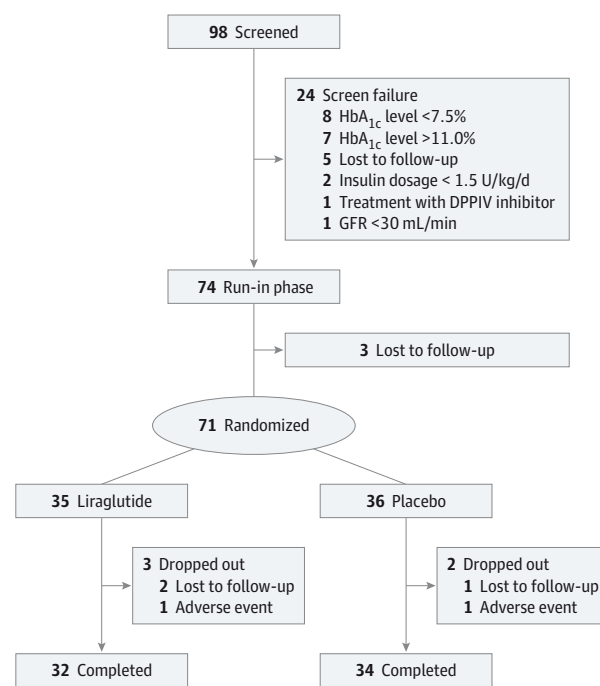 98 Screened
24 Screen failure
8 HbA1c level <7.5%
7 HbA1c level >11.0%
5 Lost to follow-up
2 Insulin dosage < 1.5 U/kg/d
1 Treatment with DPPIV inhibitor
1 GFR <30 mL/min
74 Run-in phase
3 Lost to follow-up
71 Randomized
35 Liraglutide
36 Placebo
3 Dropped out
2 Lost to follow-up
1 Adverse event
2 Dropped out
1 Lost to follow-up
1 Adverse event
32 Completed
34 Completed